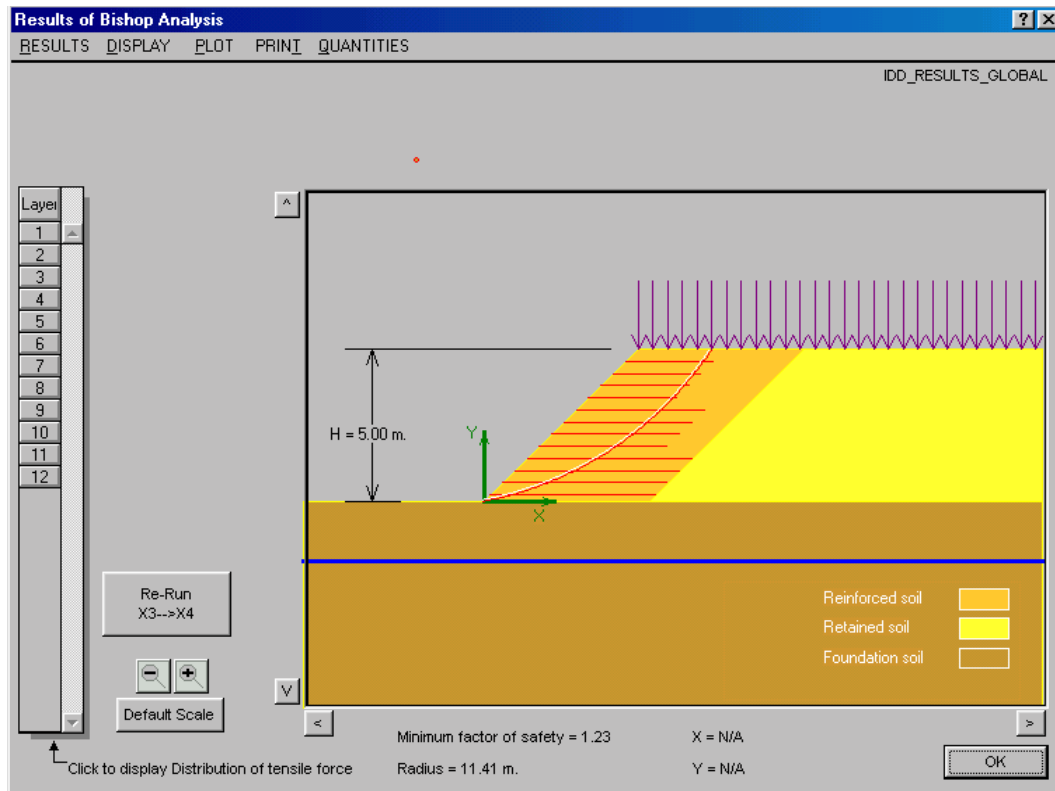 Results of Bishop Analysis
? X
RESULTS DISPLAY PLOT PRINT QUANTITIES
IDD_RESULTS_GLOBAL
Layer
1
2
3
4
5
6
7
8
9
10
11
12
^
H = 5.00 m.
Y
X
Re-Run
X3-->X4
Reinforced soil
Retained soil
Foundation soil
V
Default Scale
<
>
Minimum factor of safety = 1.23 X = N/A
Click to display Distribution of tensile force Radius = 11.41 m. Y = N/A
OK